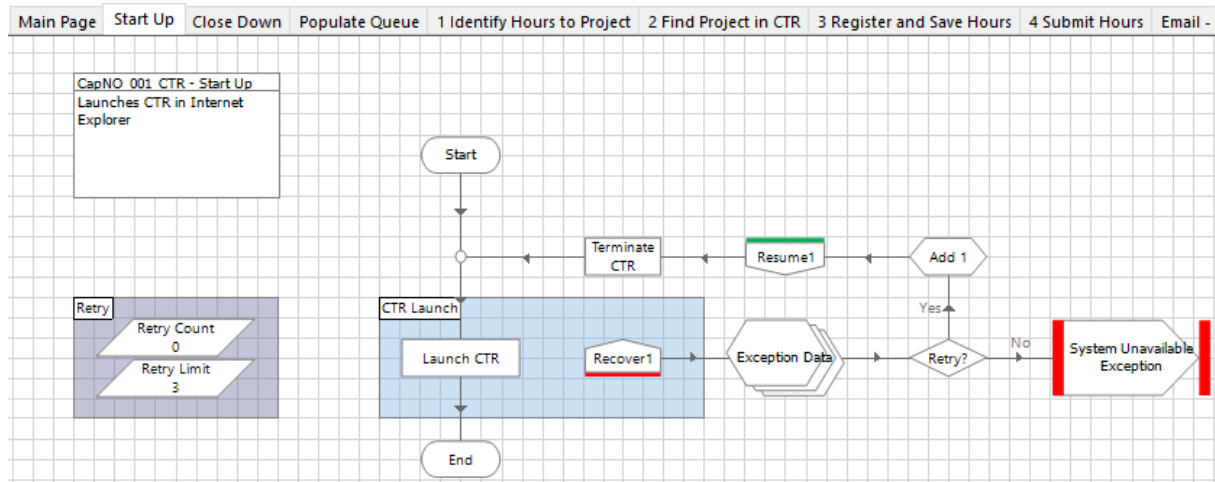 Main Page Start Up Close Down Populate Queue 1 Identify Hours to Project 2 Find Project in CTR 3 Register and Save Hours 4 Submit Hours Email -
CapNO_001_CTR - Start Up
Launches CTR in Internet
Explorer
Start
Terminate
CTR
Resume1
Add 1
Retry
Retry Count
0
Retry Limit
3
CTR Launch
Launch CTR
Recover1
Exception Data
Yes
Retry?
No
System Unavailable
Exception
End